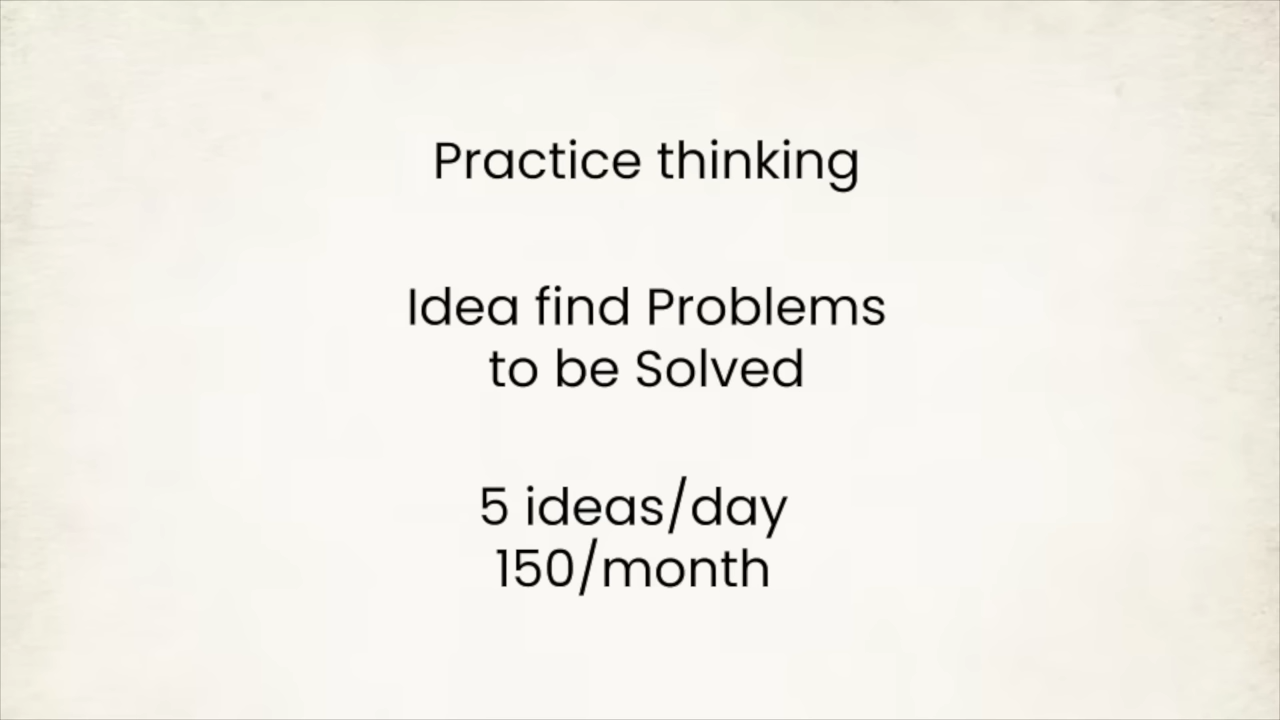 Practice thinking
Idea find Problems
to be Solved
5 ideas/day
150/month